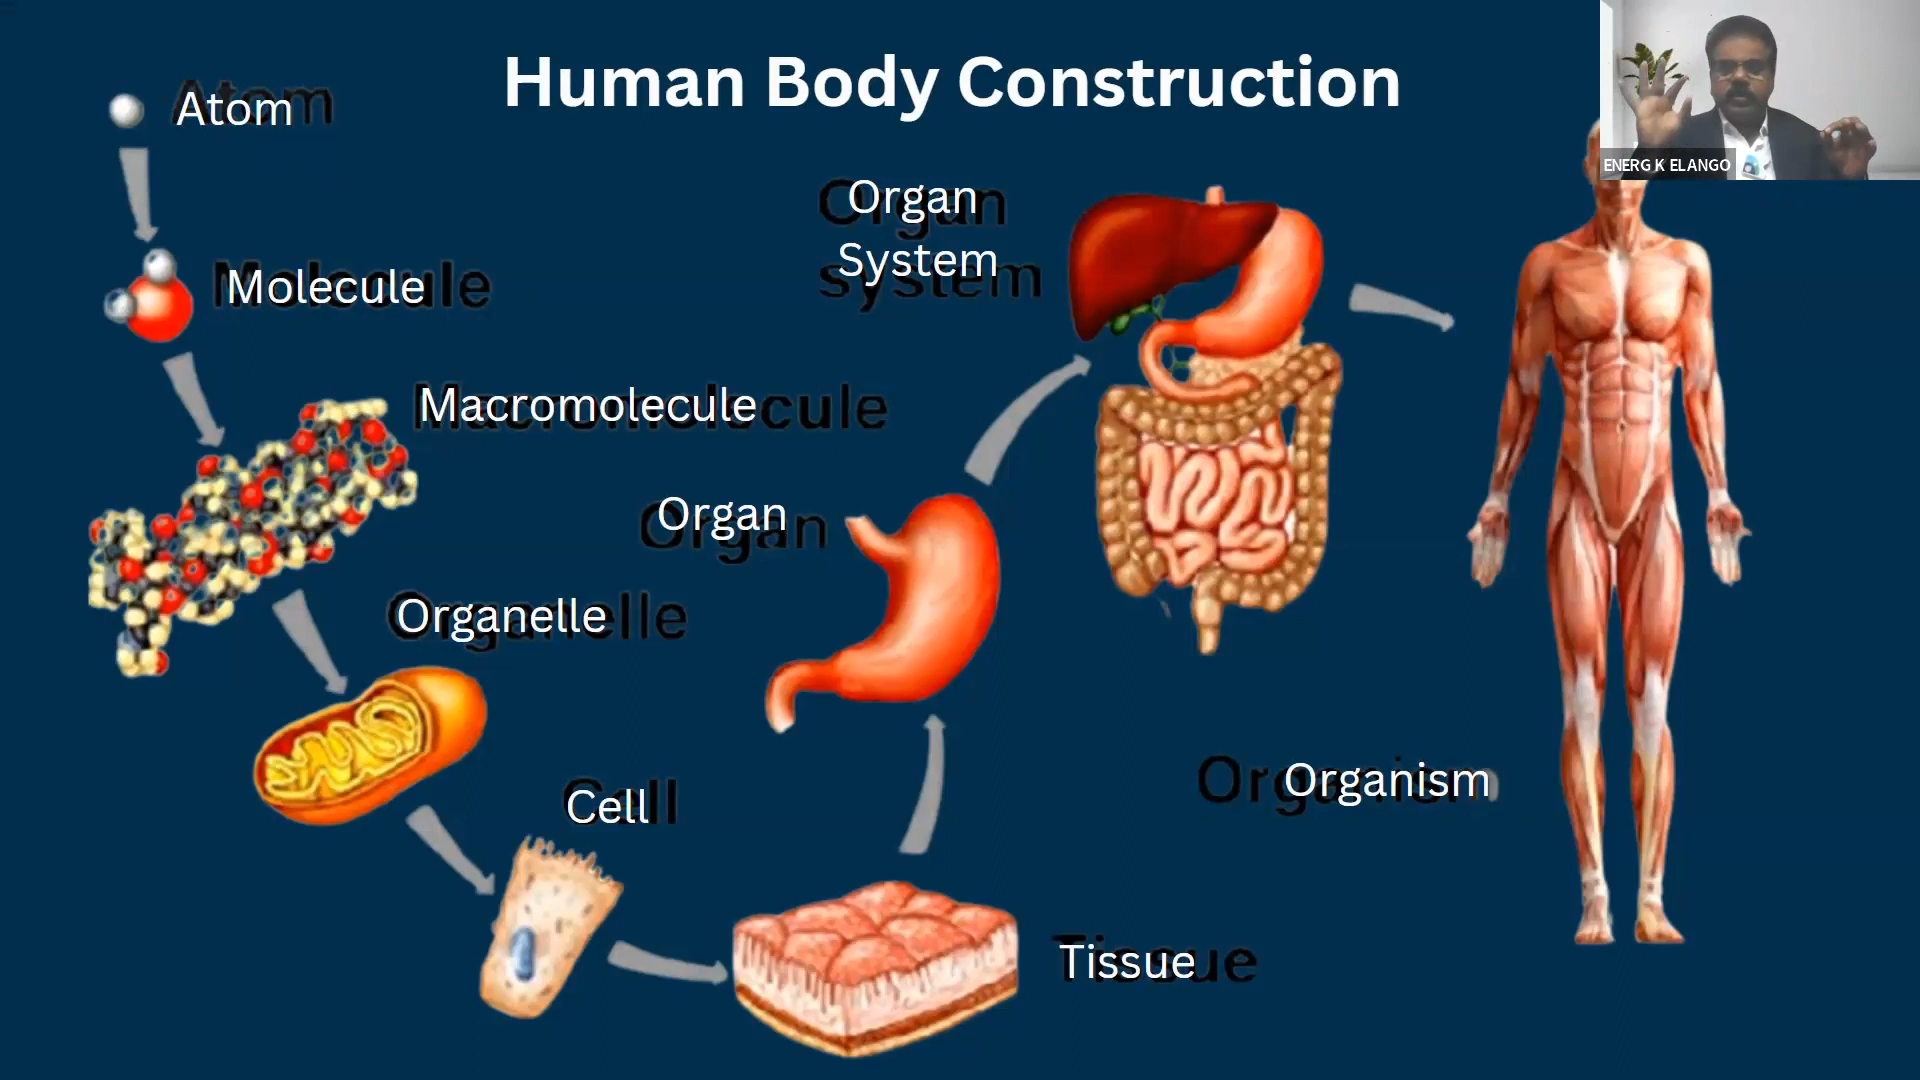 Human Body Construction
Atom
Molecule
Macromolecule
Organelle
Cell
Tissue
Organ
Organ
System
Organism
ENERG K ELANGO